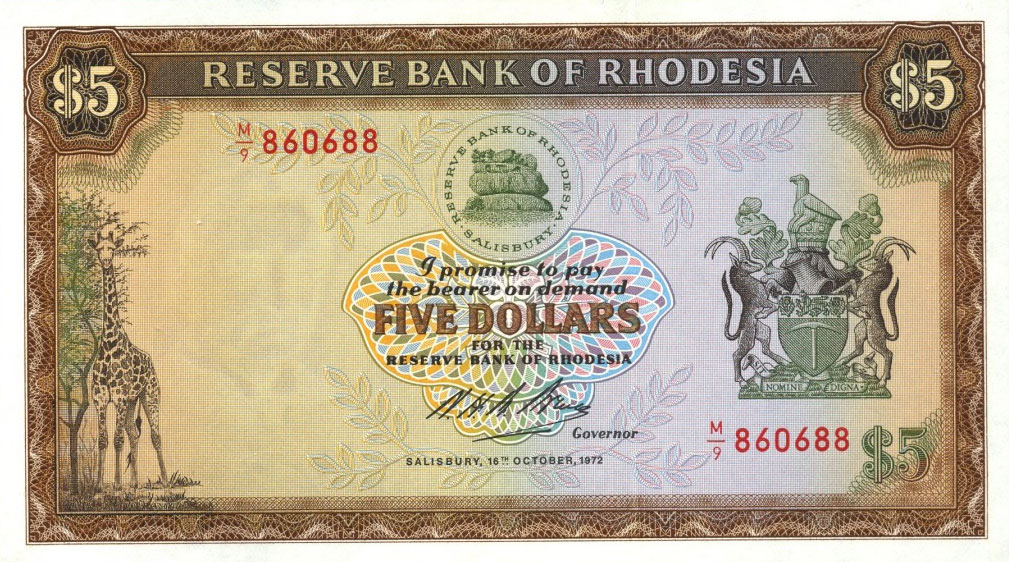 RESERVE BANK OF RHODESIA
$5
$5
M/9 860688
RESERVE BANK OF RHODESIA
· SALISBURY ·
I promise to pay
the bearer on demand
FIVE DOLLARS
FOR THE
RESERVE BANK OF RHODESIA
Governor
SIT NOMINE DIGNA
M/9 860688
$5
SALISBURY, 16TH OCTOBER, 1972